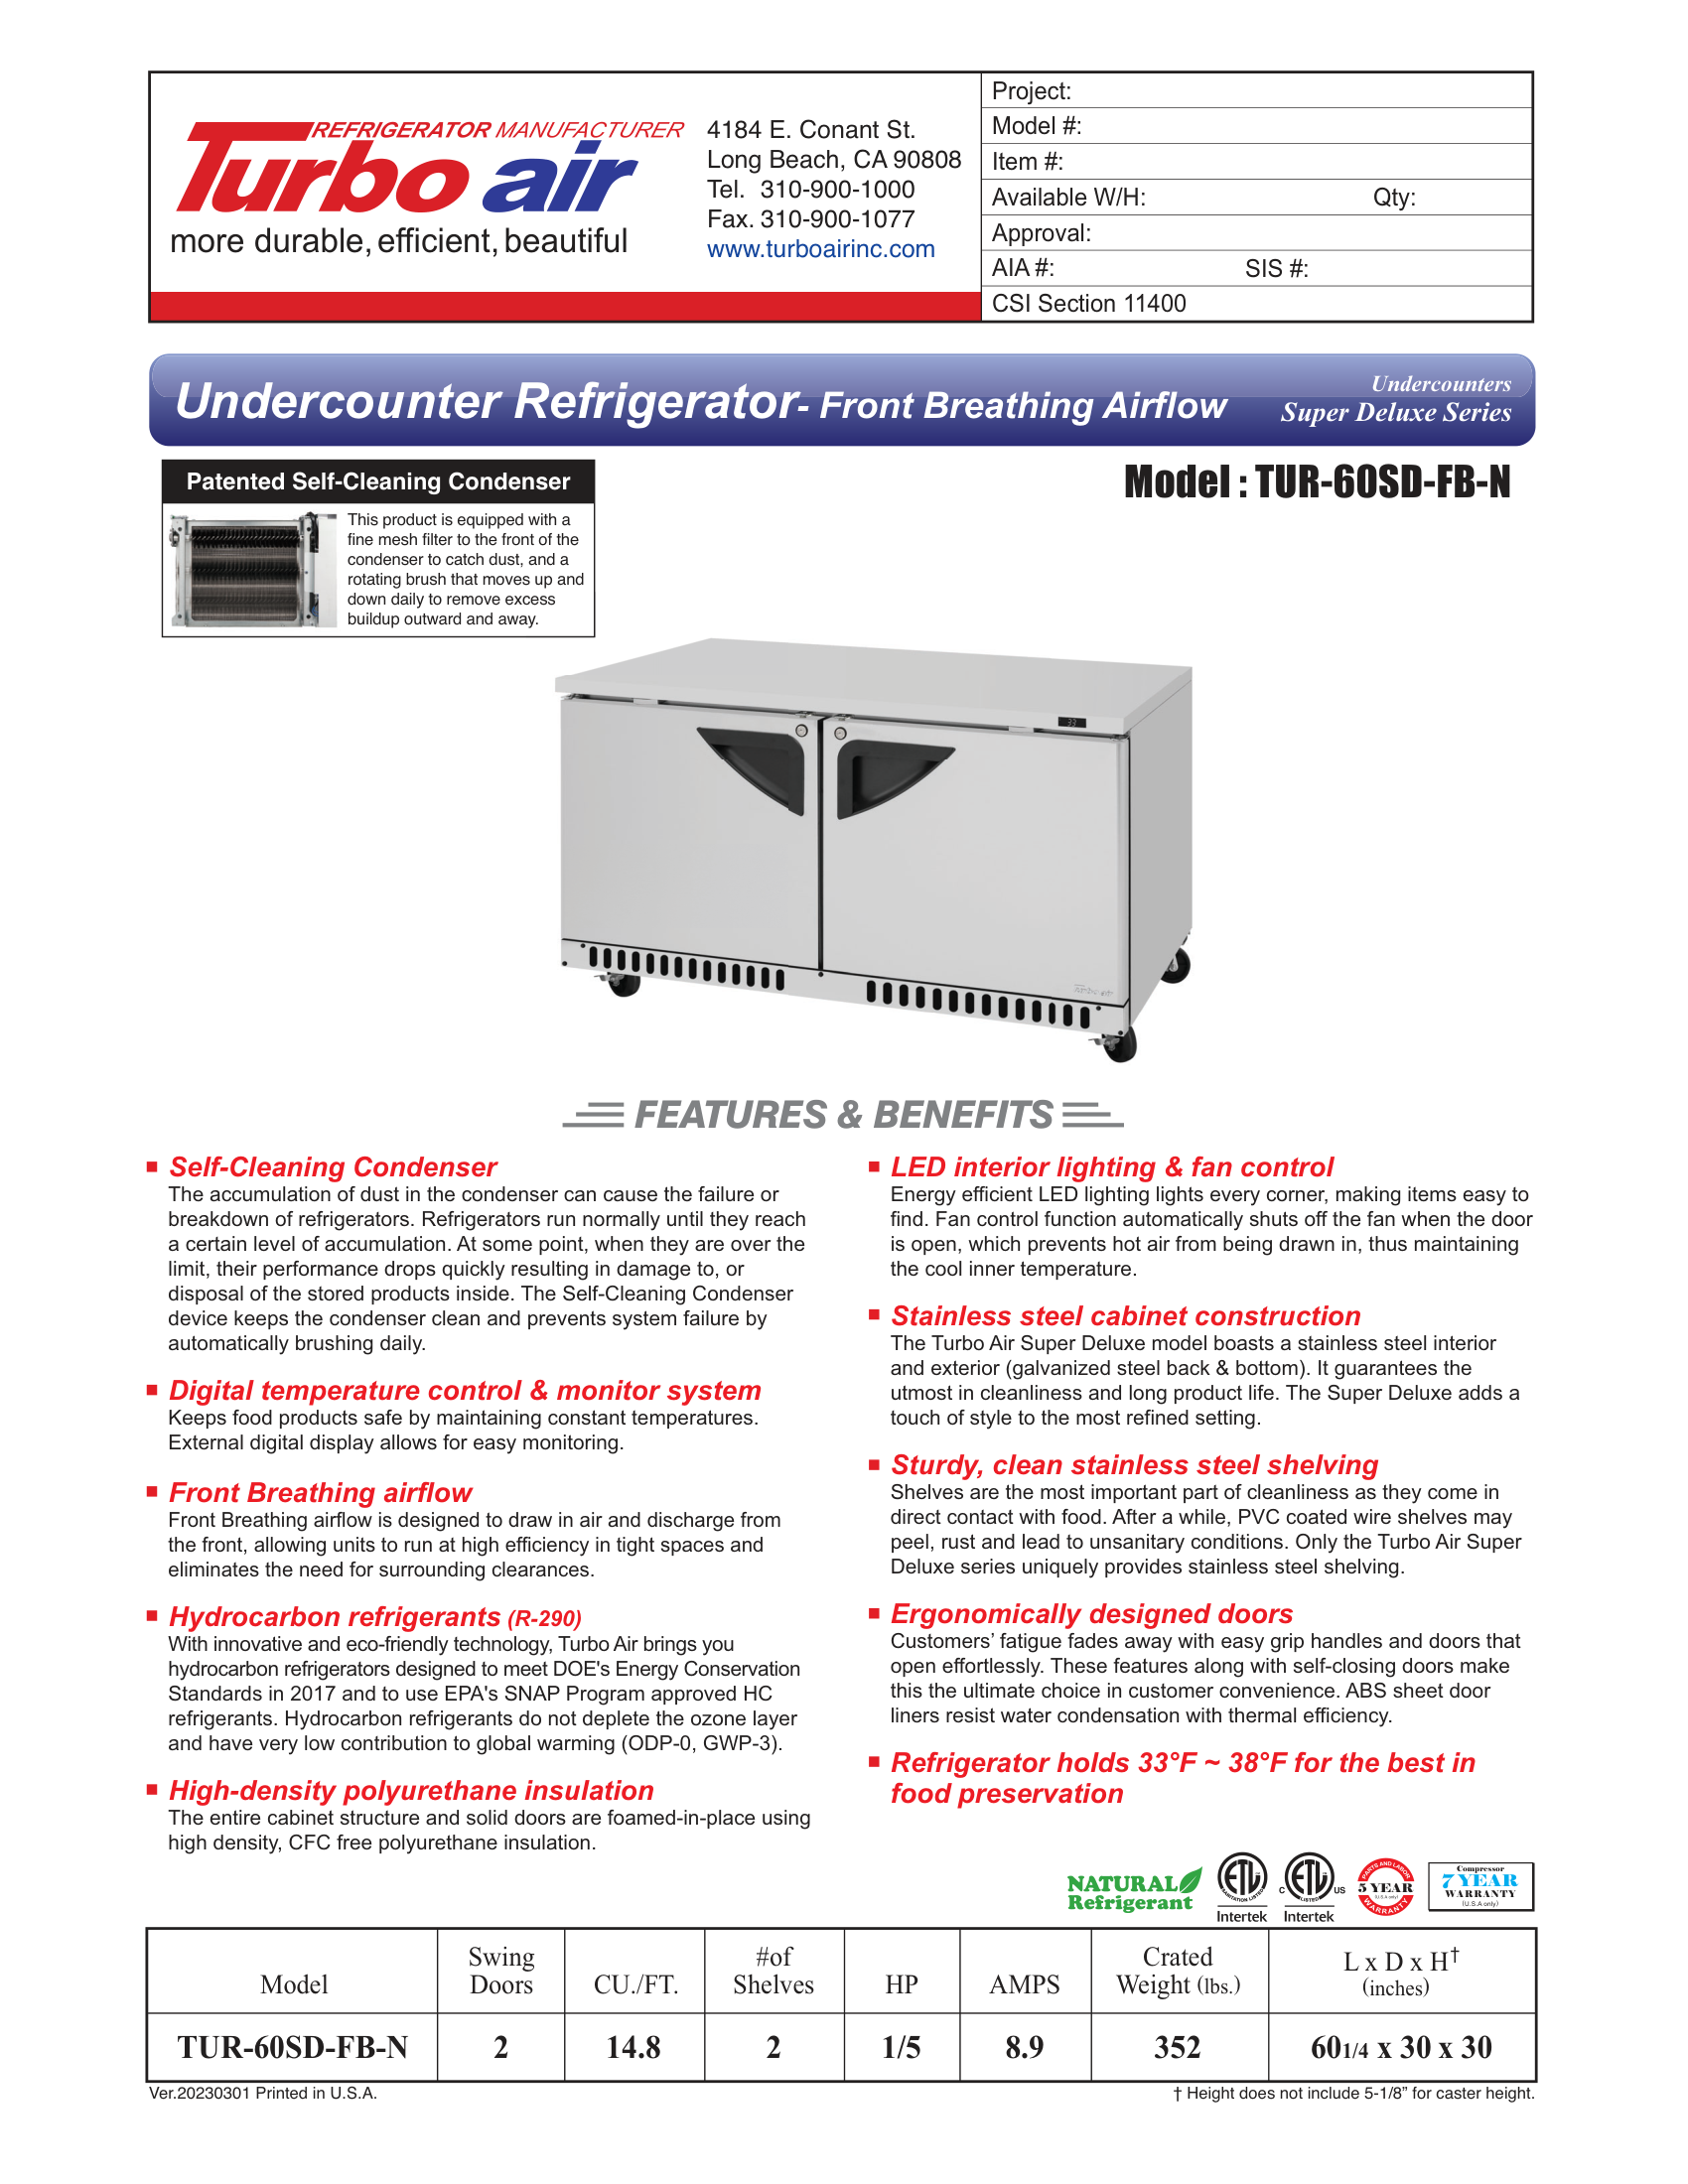 REFRIGERATOR MANUFACTURER
Turbo air
more durable, efficient, beautiful
4184 E. Conant St.
Long Beach, CA 90808
Tel. 310-900-1000
Fax. 310-900-1077
www.turboairinc.com
Project:
Model #:
Item #:
Available W/H: Qty:
Approval:
AIA #: SIS #:
CSI Section 11400
Undercounter Refrigerator- Front Breathing Airflow
Undercounters
Super Deluxe Series
Patented Self-Cleaning Condenser
This product is equipped with a
fine mesh filter to the front of the
condenser to catch dust, and a
rotating brush that moves up and
down daily to remove excess
buildup outward and away.
Model : TUR-60SD-FB-N
33
Turbo air
FEATURES & BENEFITS
Self-Cleaning Condenser
The accumulation of dust in the condenser can cause the failure or
breakdown of refrigerators. Refrigerators run normally until they reach
a certain level of accumulation. At some point, when they are over the
limit, their performance drops quickly resulting in damage to, or
disposal of the stored products inside. The Self-Cleaning Condenser
device keeps the condenser clean and prevents system failure by
automatically brushing daily.
Digital temperature control & monitor system
Keeps food products safe by maintaining constant temperatures.
External digital display allows for easy monitoring.
Front Breathing airflow
Front Breathing airflow is designed to draw in air and discharge from
the front, allowing units to run at high efficiency in tight spaces and
eliminates the need for surrounding clearances.
Hydrocarbon refrigerants (R-290)
With innovative and eco-friendly technology, Turbo Air brings you
hydrocarbon refrigerators designed to meet DOE's Energy Conservation
Standards in 2017 and to use EPA's SNAP Program approved HC
refrigerants. Hydrocarbon refrigerants do not deplete the ozone layer
and have very low contribution to global warming (ODP-0, GWP-3).
High-density polyurethane insulation
The entire cabinet structure and solid doors are foamed-in-place using
high density, CFC free polyurethane insulation.
LED interior lighting & fan control
Energy efficient LED lighting lights every corner, making items easy to
find. Fan control function automatically shuts off the fan when the door
is open, which prevents hot air from being drawn in, thus maintaining
the cool inner temperature.
Stainless steel cabinet construction
The Turbo Air Super Deluxe model boasts a stainless steel interior
and exterior (galvanized steel back & bottom). It guarantees the
utmost in cleanliness and long product life. The Super Deluxe adds a
touch of style to the most refined setting.
Sturdy, clean stainless steel shelving
Shelves are the most important part of cleanliness as they come in
direct contact with food. After a while, PVC coated wire shelves may
peel, rust and lead to unsanitary conditions. Only the Turbo Air Super
Deluxe series uniquely provides stainless steel shelving.
Ergonomically designed doors
Customers' fatigue fades away with easy grip handles and doors that
open effortlessly. These features along with self-closing doors make
this the ultimate choice in customer convenience. ABS sheet door
liners resist water condensation with thermal efficiency.
Refrigerator holds 33°F ~ 38°F for the best in
food preservation
NATURAL
Refrigerant
ETL
SANITATION LISTED
Intertek
C ETL US
LISTED
Intertek
PARTS AND LABOR
5 YEAR
(U.S.A only)
WARRANTY
Compressor
7 YEAR
WARRANTY
(U.S.A only)
Model Swing Doors CU./FT. #of Shelves HP AMPS Crated Weight (lbs.) L x D x H† (inches)
TUR-60SD-FB-N 2 14.8 2 1/5 8.9 352 60 1/4 x 30 x 30
Ver.20230301 Printed in U.S.A.
† Height does not include 5-1/8” for caster height.